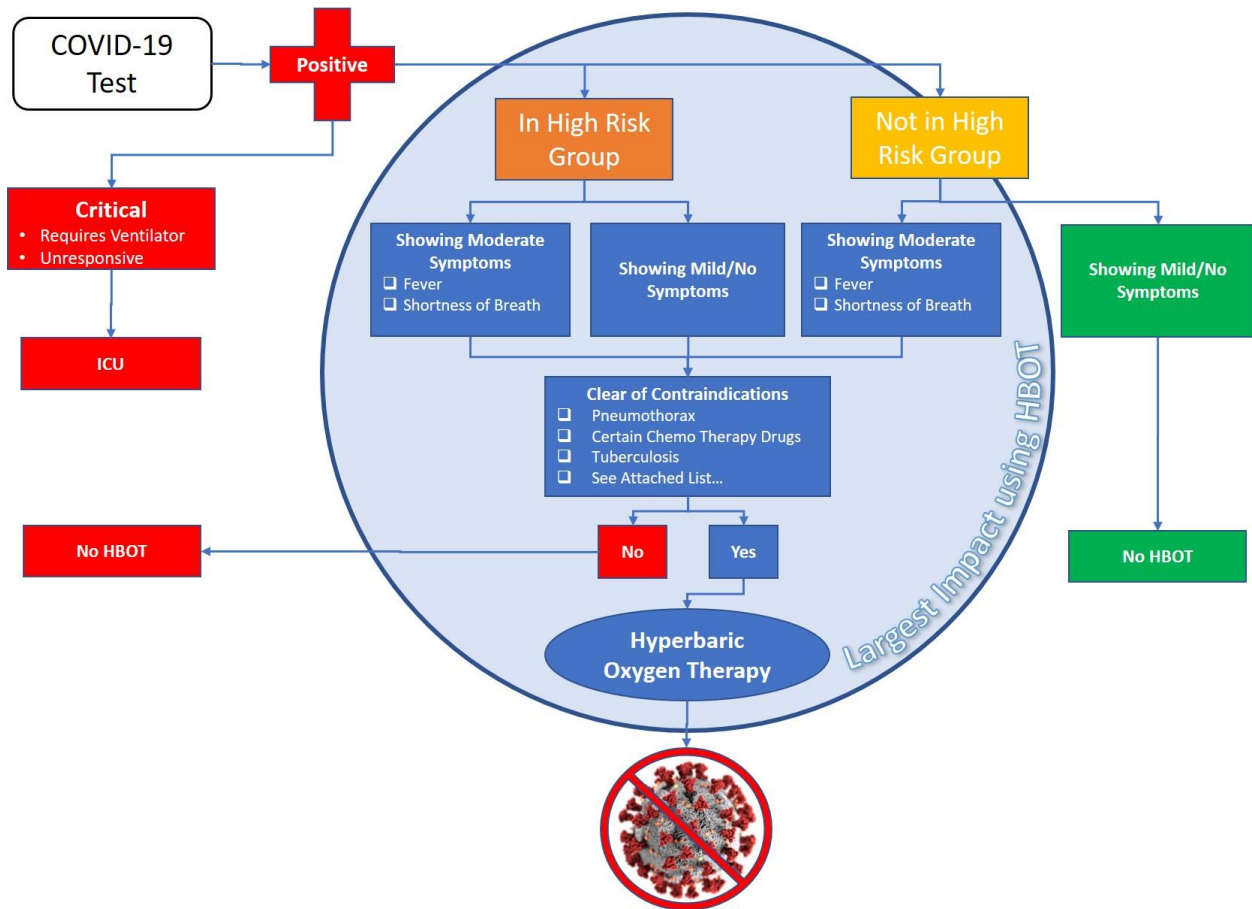 COVID-19
Test
Positive
In High Risk
Group
Not in High
Risk Group
Critical
• Requires Ventilator
• Unresponsive
Showing Moderate
Symptoms
❑ Fever
❑ Shortness of Breath
Showing Mild/No
Symptoms
Showing Moderate
Symptoms
❑ Fever
❑ Shortness of Breath
Showing Mild/No
Symptoms
ICU
Clear of Contraindications
❑ Pneumothorax
❑ Certain Chemo Therapy Drugs
❑ Tuberculosis
❑ See Attached List...
Largest Impact using HBOT
No HBOT
No
Yes
No HBOT
Hyperbaric
Oxygen Therapy